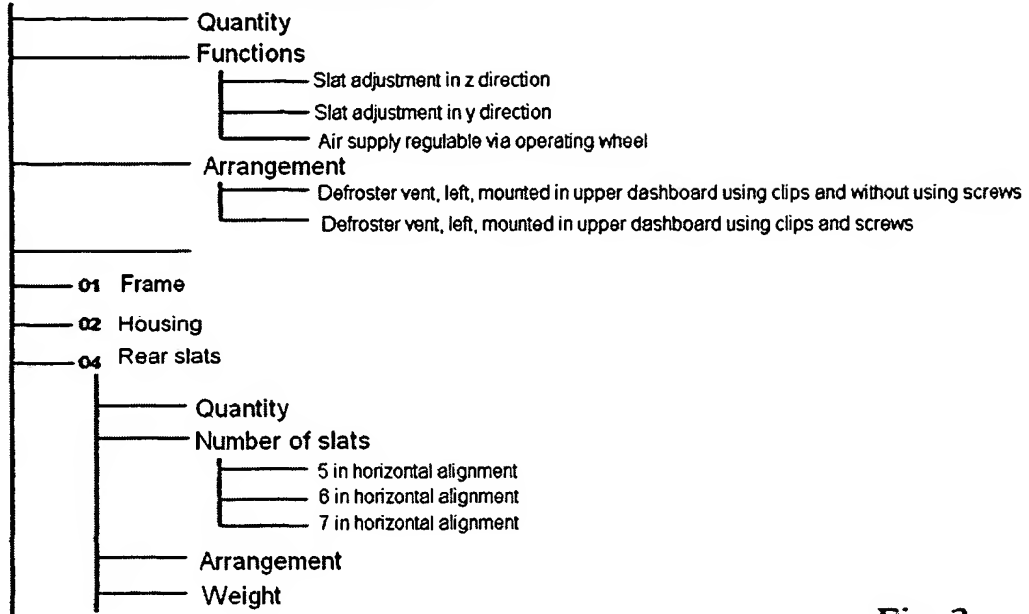 Quantity
Functions
Slat adjustment in z direction
Slat adjustment in y direction
Air supply regulable via operating wheel
Arrangement
Defroster vent, left, mounted in upper dashboard using clips and without using screws
Defroster vent, left, mounted in upper dashboard using clips and screws
01 Frame
02 Housing
04 Rear slats
Quantity
Number of slats
5 in horizontal alignment
6 in horizontal alignment
7 in horizontal alignment
Arrangement
Weight